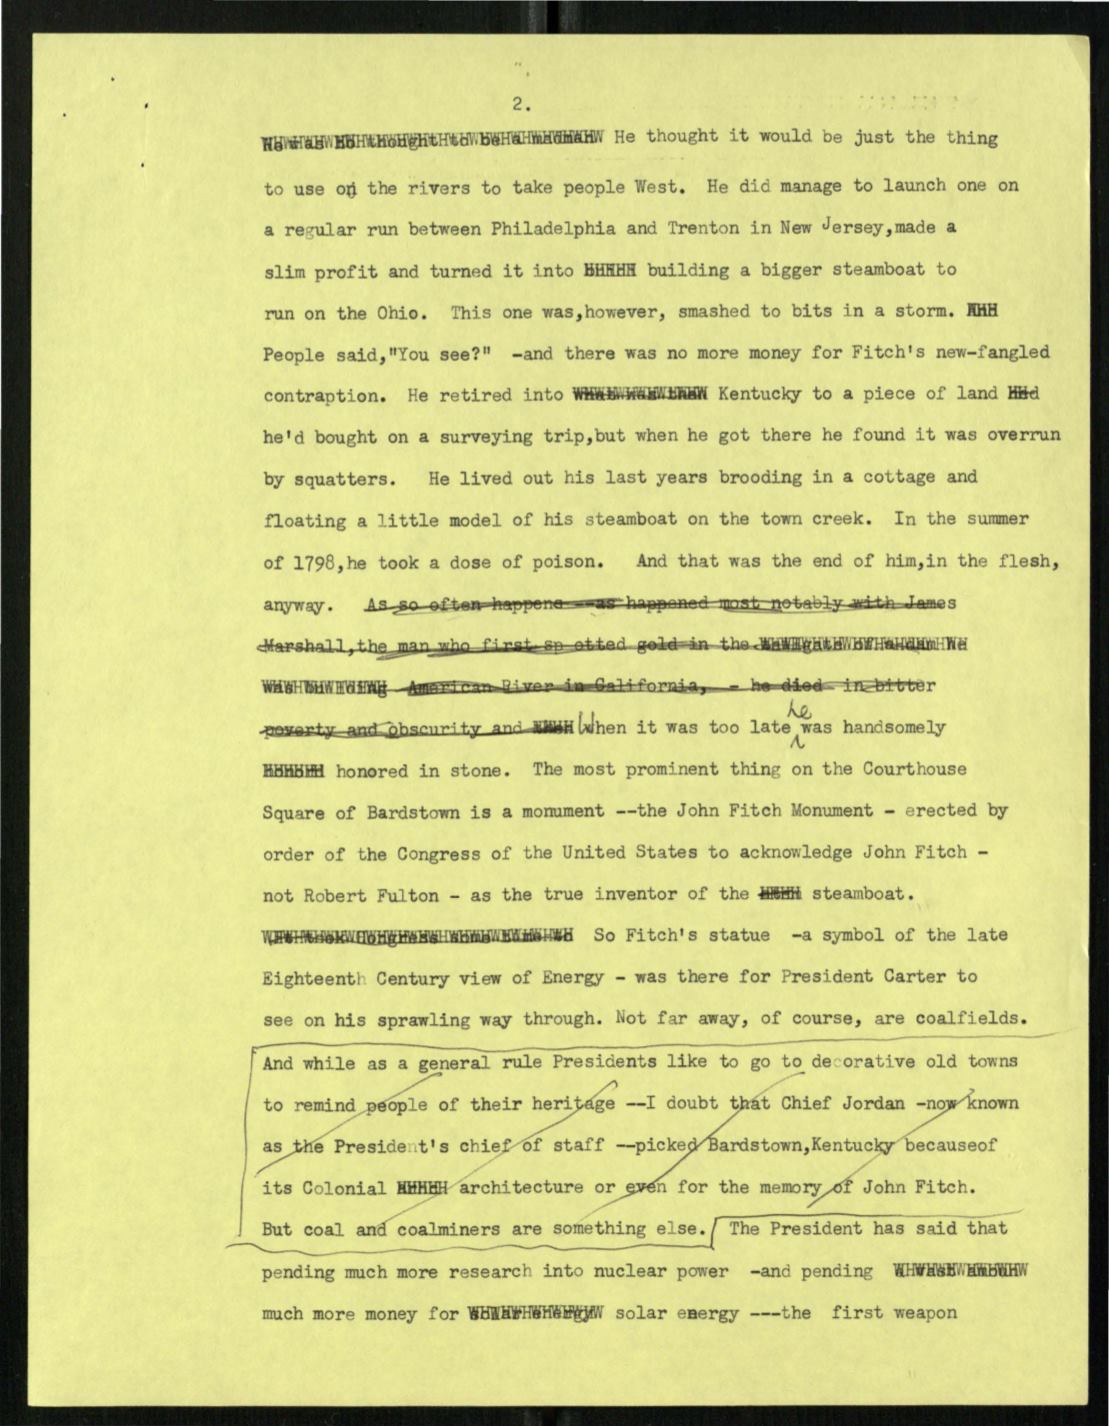 2.
He was thought to be a madman He thought it would be just the thing
to use on the rivers to take people West. He did manage to launch one on
a regular run between Philadelphia and Trenton in New Jersey,made a
slim profit and turned it into building a bigger steamboat to
run on the Ohio. This one was,however, smashed to bits in a storm.
People said,"You see?" -and there was no more money for Fitch's new-fangled
contraption. He retired into Kentucky to a piece of land
he'd bought on a surveying trip,but when he got there he found it was overrun
by squatters. He lived out his last years brooding in a cottage and
floating a little model of his steamboat on the town creek. In the summer
of 1798,he took a dose of poison. And that was the end of him,in the flesh,
anyway. As so often happens --as happened most notably with James
Marshall,the man who first sp otted gold in the
American River in California, - he died in bitter
poverty and obscurity and When it was too late he was handsomely
honored in stone. The most prominent thing on the Courthouse
Square of Bardstown is a monument --the John Fitch Monument - erected by
order of the Congress of the United States to acknowledge John Fitch -
not Robert Fulton - as the true inventor of the steamboat.
So Fitch's statue -a symbol of the late
Eighteenth Century view of Energy - was there for President Carter to
see on his sprawling way through. Not far away, of course, are coalfields.
And while as a general rule Presidents like to go to decorative old towns
to remind people of their heritage --I doubt that Chief Jordan -now known
as the President's chief of staff --picked Bardstown,Kentucky becauseof
its Colonial architecture or even for the memory of John Fitch.
But coal and coalminers are something else. The President has said that
pending much more research into nuclear power -and pending
much more money for solar energy ---the first weapon